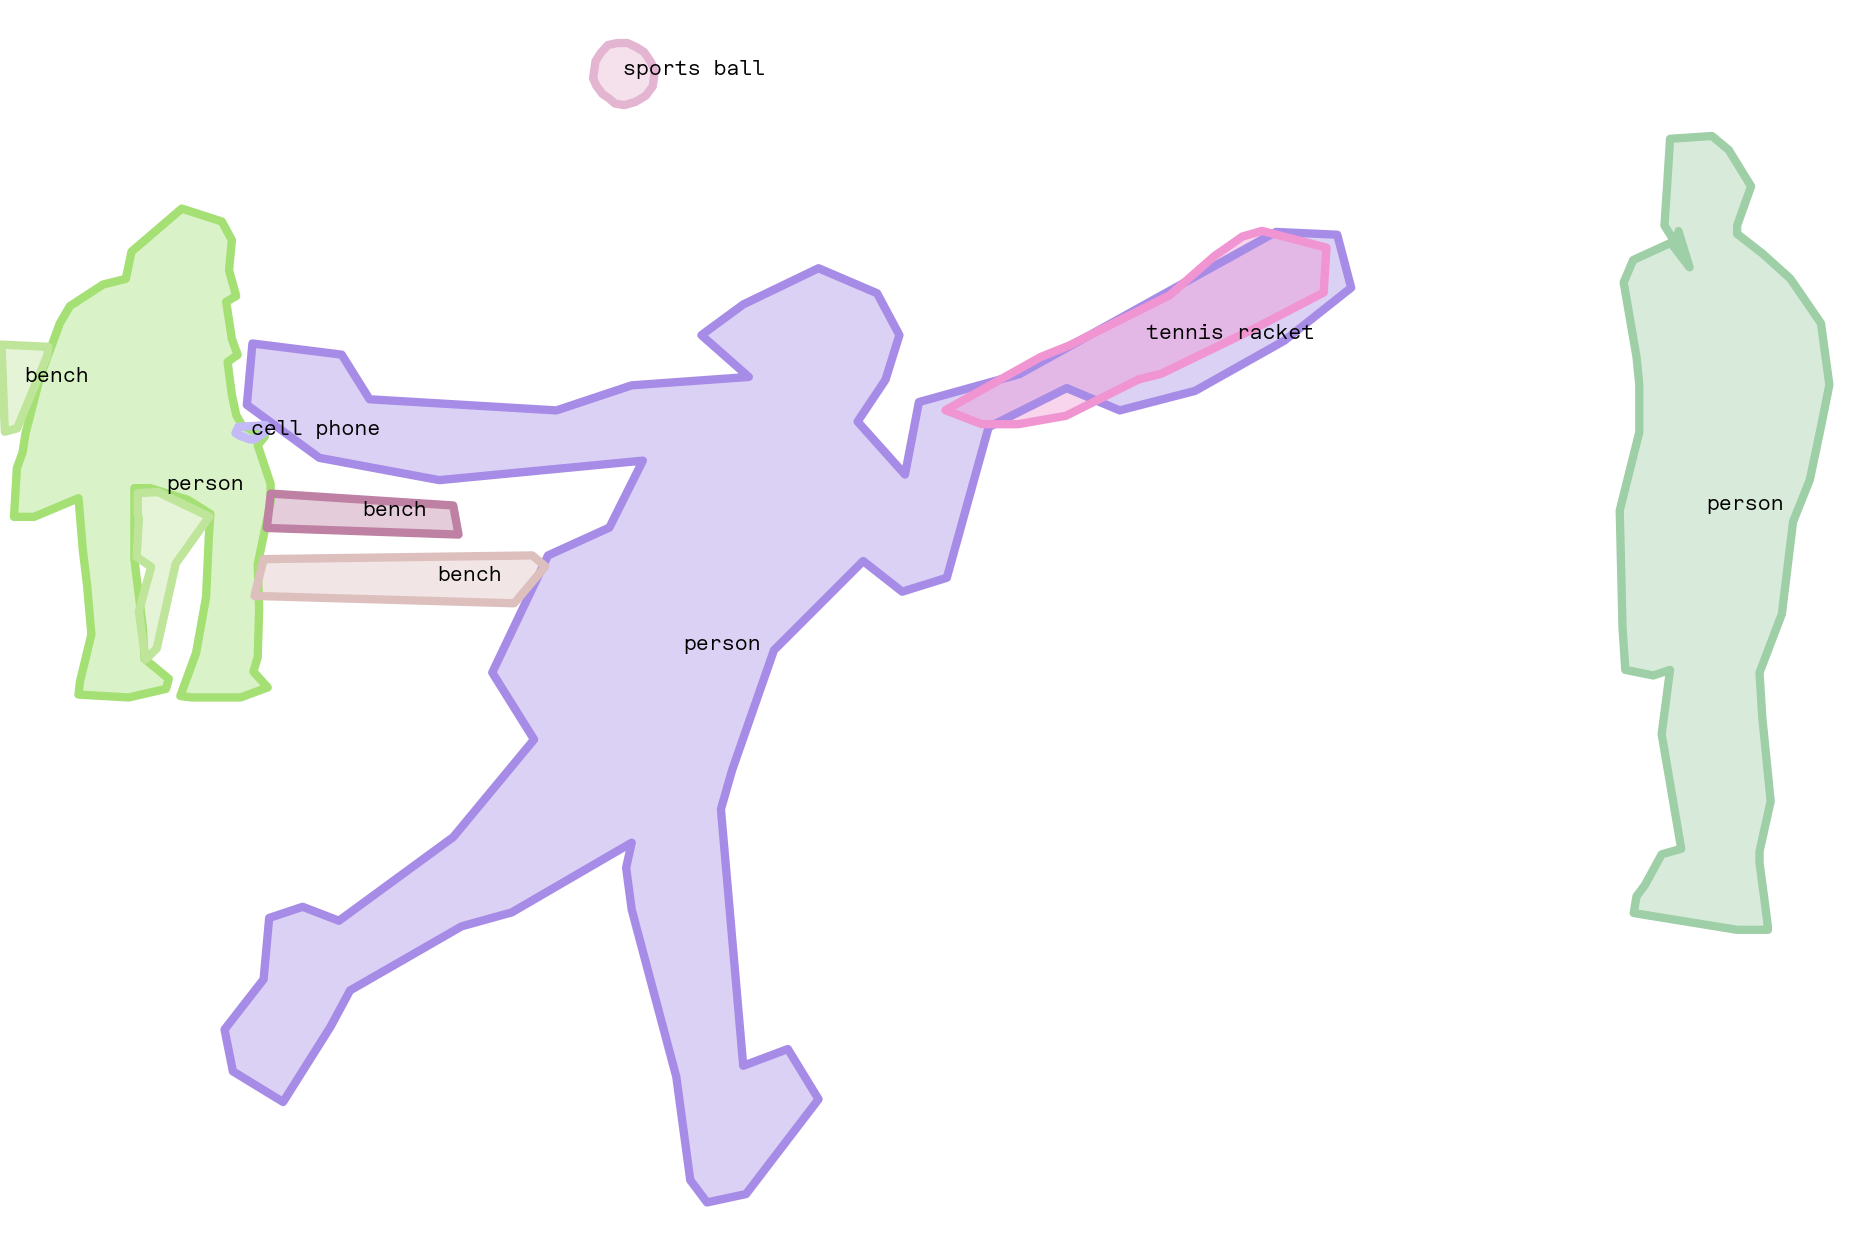 sports ball
tennis racket
bench
cell phone
person
person
bench
bench
person